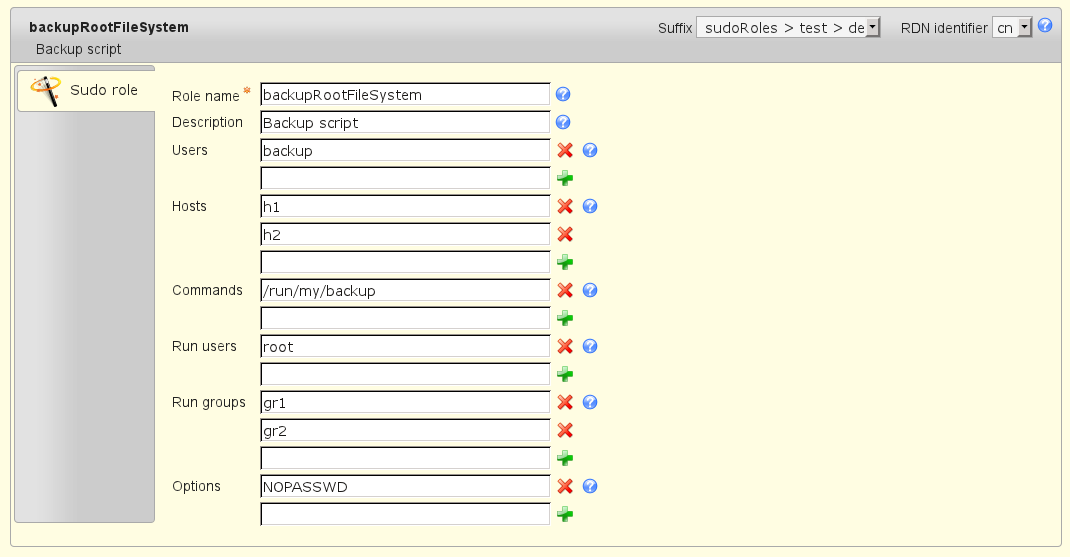 backupRootFileSystem
Suffix sudoRoles > test > de RDN identifier cn
Backup script
Sudo role
Role name * backupRootFileSystem
Description Backup script
Users backup
Hosts h1
h2
Commands /run/my/backup
Run users root
Run groups gr1
gr2
Options NOPASSWD